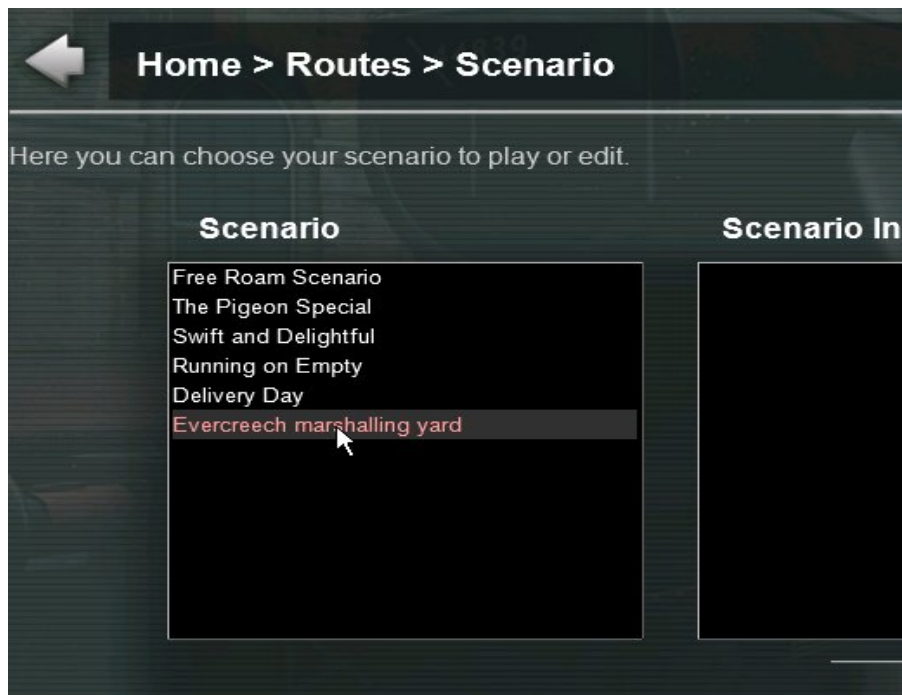 Home > Routes > Scenario
Here you can choose your scenario to play or edit.
Scenario
Scenario In
Free Roam Scenario
The Pigeon Special
Swift and Delightful
Running on Empty
Delivery Day
Evercreech marshalling yard